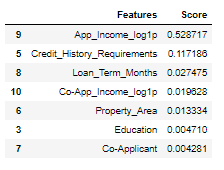 Features Score
9 App_Income_log1p 0.528717
5 Credit_History_Requirements 0.117186
8 Loan_Term_Months 0.027475
10 Co-App_Income_log1p 0.019628
6 Property_Area 0.013334
3 Education 0.004710
7 Co-Applicant 0.004281